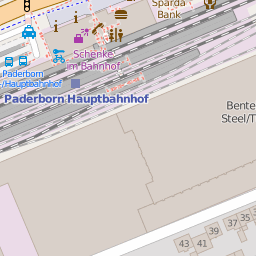 Sparda
Bank
Schenke
im Bahnhof
Paderborn
-/Hauptbahnhof
Paderborn Hauptbahnhof
Bente
Steel/T
37
35
39
41
43